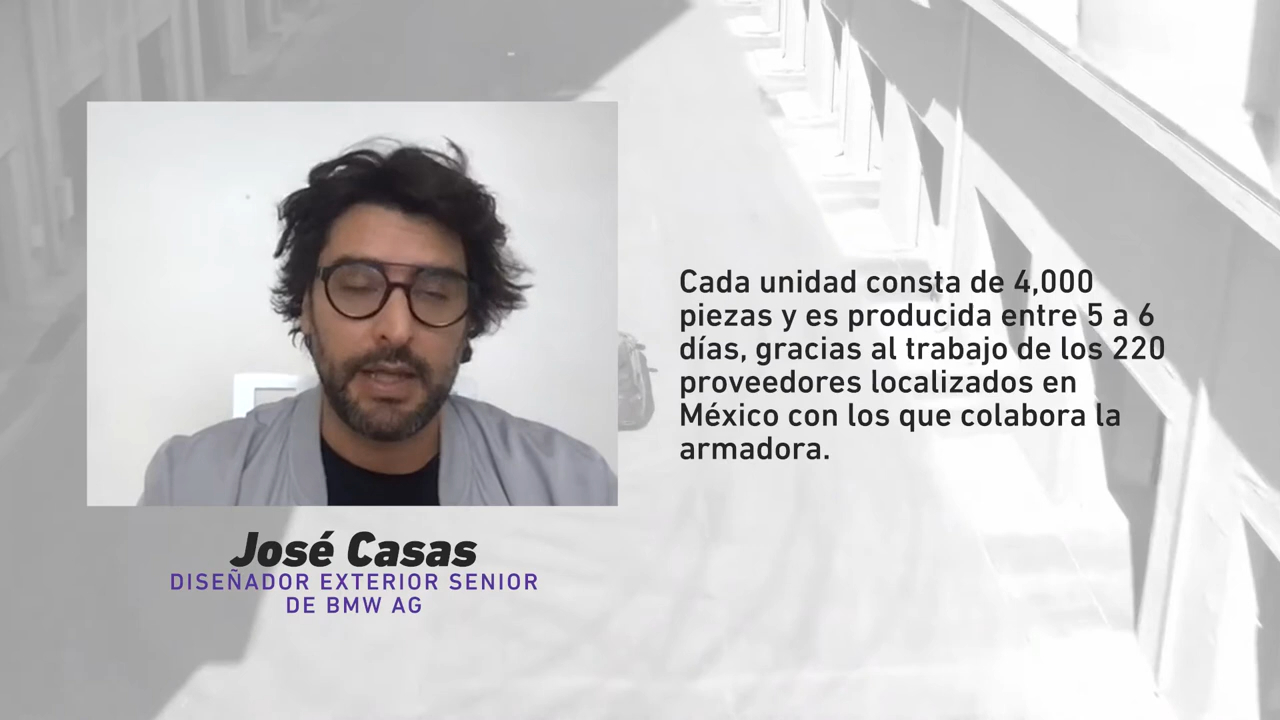 Cada unidad consta de 4,000
piezas y es producida entre 5 a 6
días, gracias al trabajo de los 220
proveedores localizados en
México con los que colabora la
armadora.
José Casas
DISEÑADOR EXTERIOR SENIOR
DE BMW AG